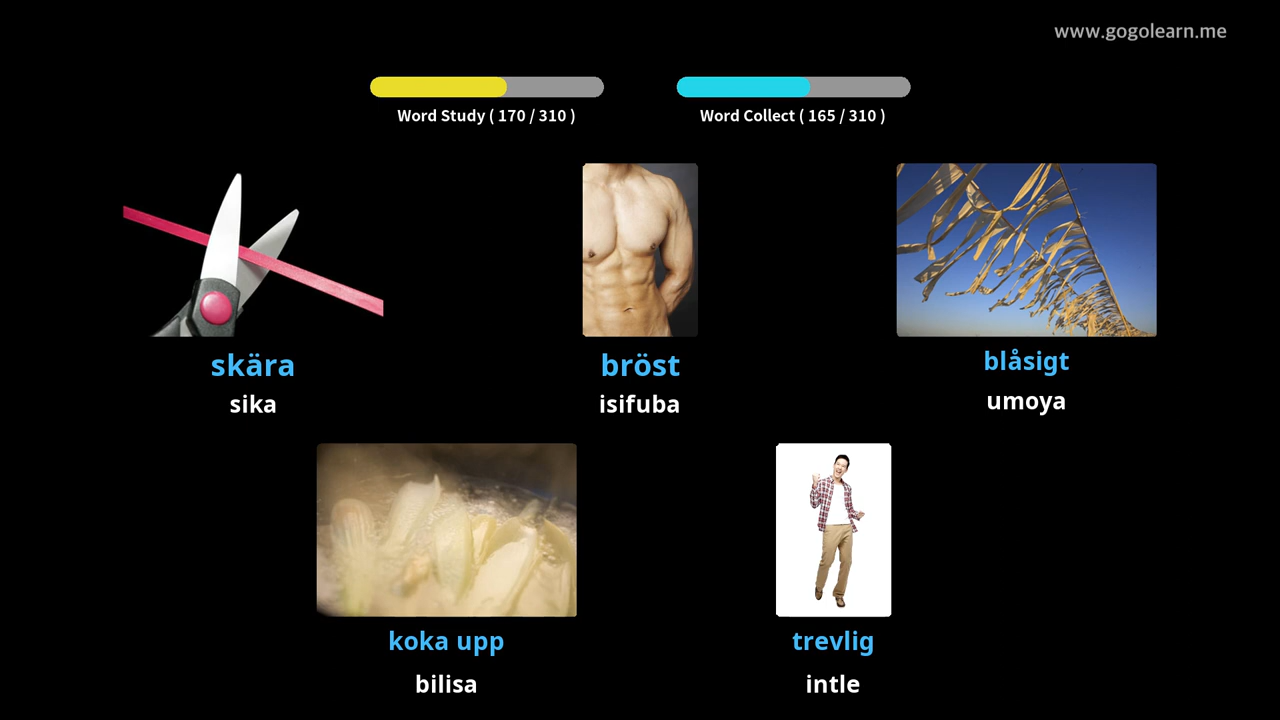 www.gogolearn.me
Word Study ( 170 / 310 )
Word Collect ( 165 / 310 )
skära
sika
bröst
isifuba
blåsigt
umoya
koka upp
bilisa
trevlig
intle